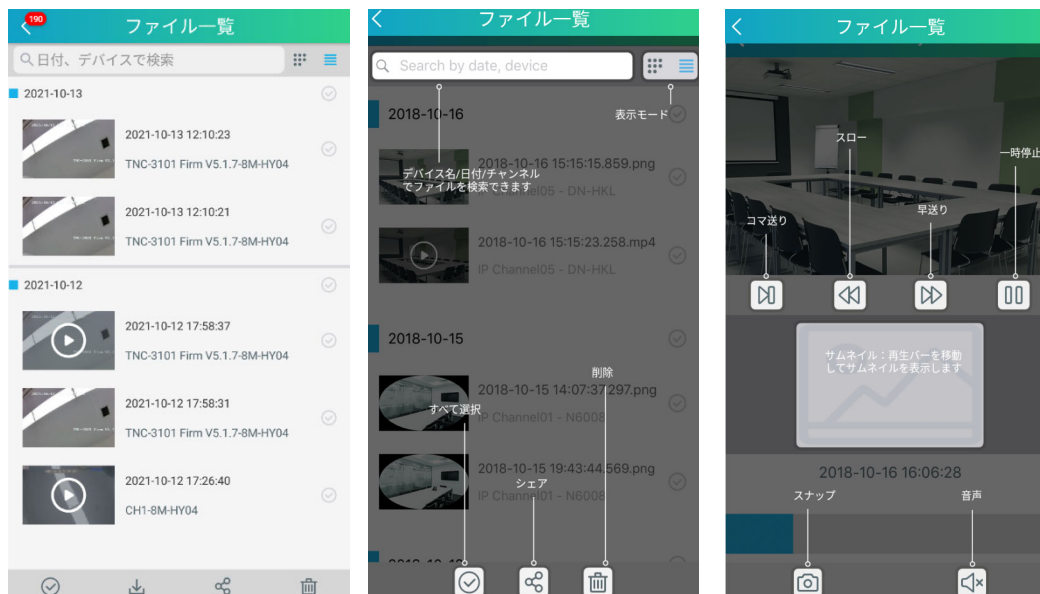 190
ファイル一覧
日付、デバイスで検索
2021-10-13
2021-10-13 12:10:23
TNC-3101 Firm V5.1.7-8M-HY04
2021-10-13 12:10:21
TNC-3101 Firm V5.1.7-8M-HY04
2021-10-12
2021-10-12 17:58:37
TNC-3101 Firm V5.1.7-8M-HY04
2021-10-12 17:58:31
TNC-3101 Firm V5.1.7-8M-HY04
2021-10-12 17:26:40
CH1-8M-HY04
ファイル一覧
Search by date, device
2018-10-16
表示モード
2018-10-16 15:15:15.859.png
デバイス名/日付/チャンネル
でファイルを検索できます
Channel05 - DN-HKL
2018-10-16 15:15:23.258.mp4
IP Channel05 - DN-HKL
2018-10-15
削除
2018-10-15 14:07:37.297.png
すべて選択
IP Channel01 - N6008
2018-10-15 19:43:44.569.png
シェア
IP Channel01 - N6008
ファイル一覧
スロー
一時停止
早送り
コマ送り
サムネイル：再生バーを移動
してサムネイルを表示します
2018-10-16 16:06:28
スナップ
音声